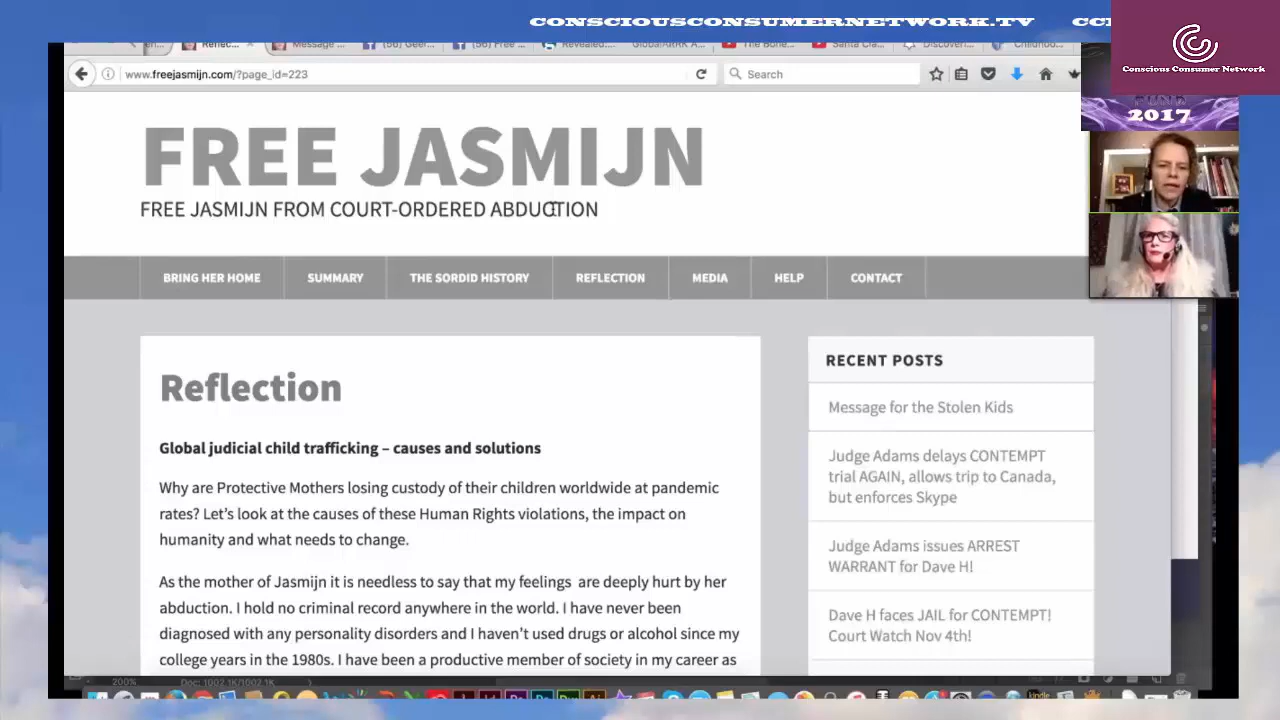 CONSCIOUSCONSUMERNETWORK.TV
Conscious Consumer Network
2017
Message
www.freejasmijn.com/?page_id=223
Search
FREE JASMIJN
FREE JASMIJN FROM COURT-ORDERED ABDUCTION
BRING HER HOME
SUMMARY
THE SORDID HISTORY
REFLECTION
MEDIA
HELP
CONTACT
Reflection
Global judicial child trafficking – causes and solutions
Why are Protective Mothers losing custody of their children worldwide at pandemic
rates? Let's look at the causes of these Human Rights violations, the impact on
humanity and what needs to change.
As the mother of Jasmijn it is needless to say that my feelings are deeply hurt by her
abduction. I hold no criminal record anywhere in the world. I have never been
diagnosed with any personality disorders and I haven't used drugs or alcohol since my
college years in the 1980s. I have been a productive member of society in my career as
RECENT POSTS
Message for the Stolen Kids
Judge Adams delays CONTEMPT
trial AGAIN, allows trip to Canada,
but enforces Skype
Judge Adams issues ARREST
WARRANT for Dave H!
Dave H faces JAIL for CONTEMPT!
Court Watch Nov 4th!
200%
Doc: 1002.1K/1002.1K
kindle